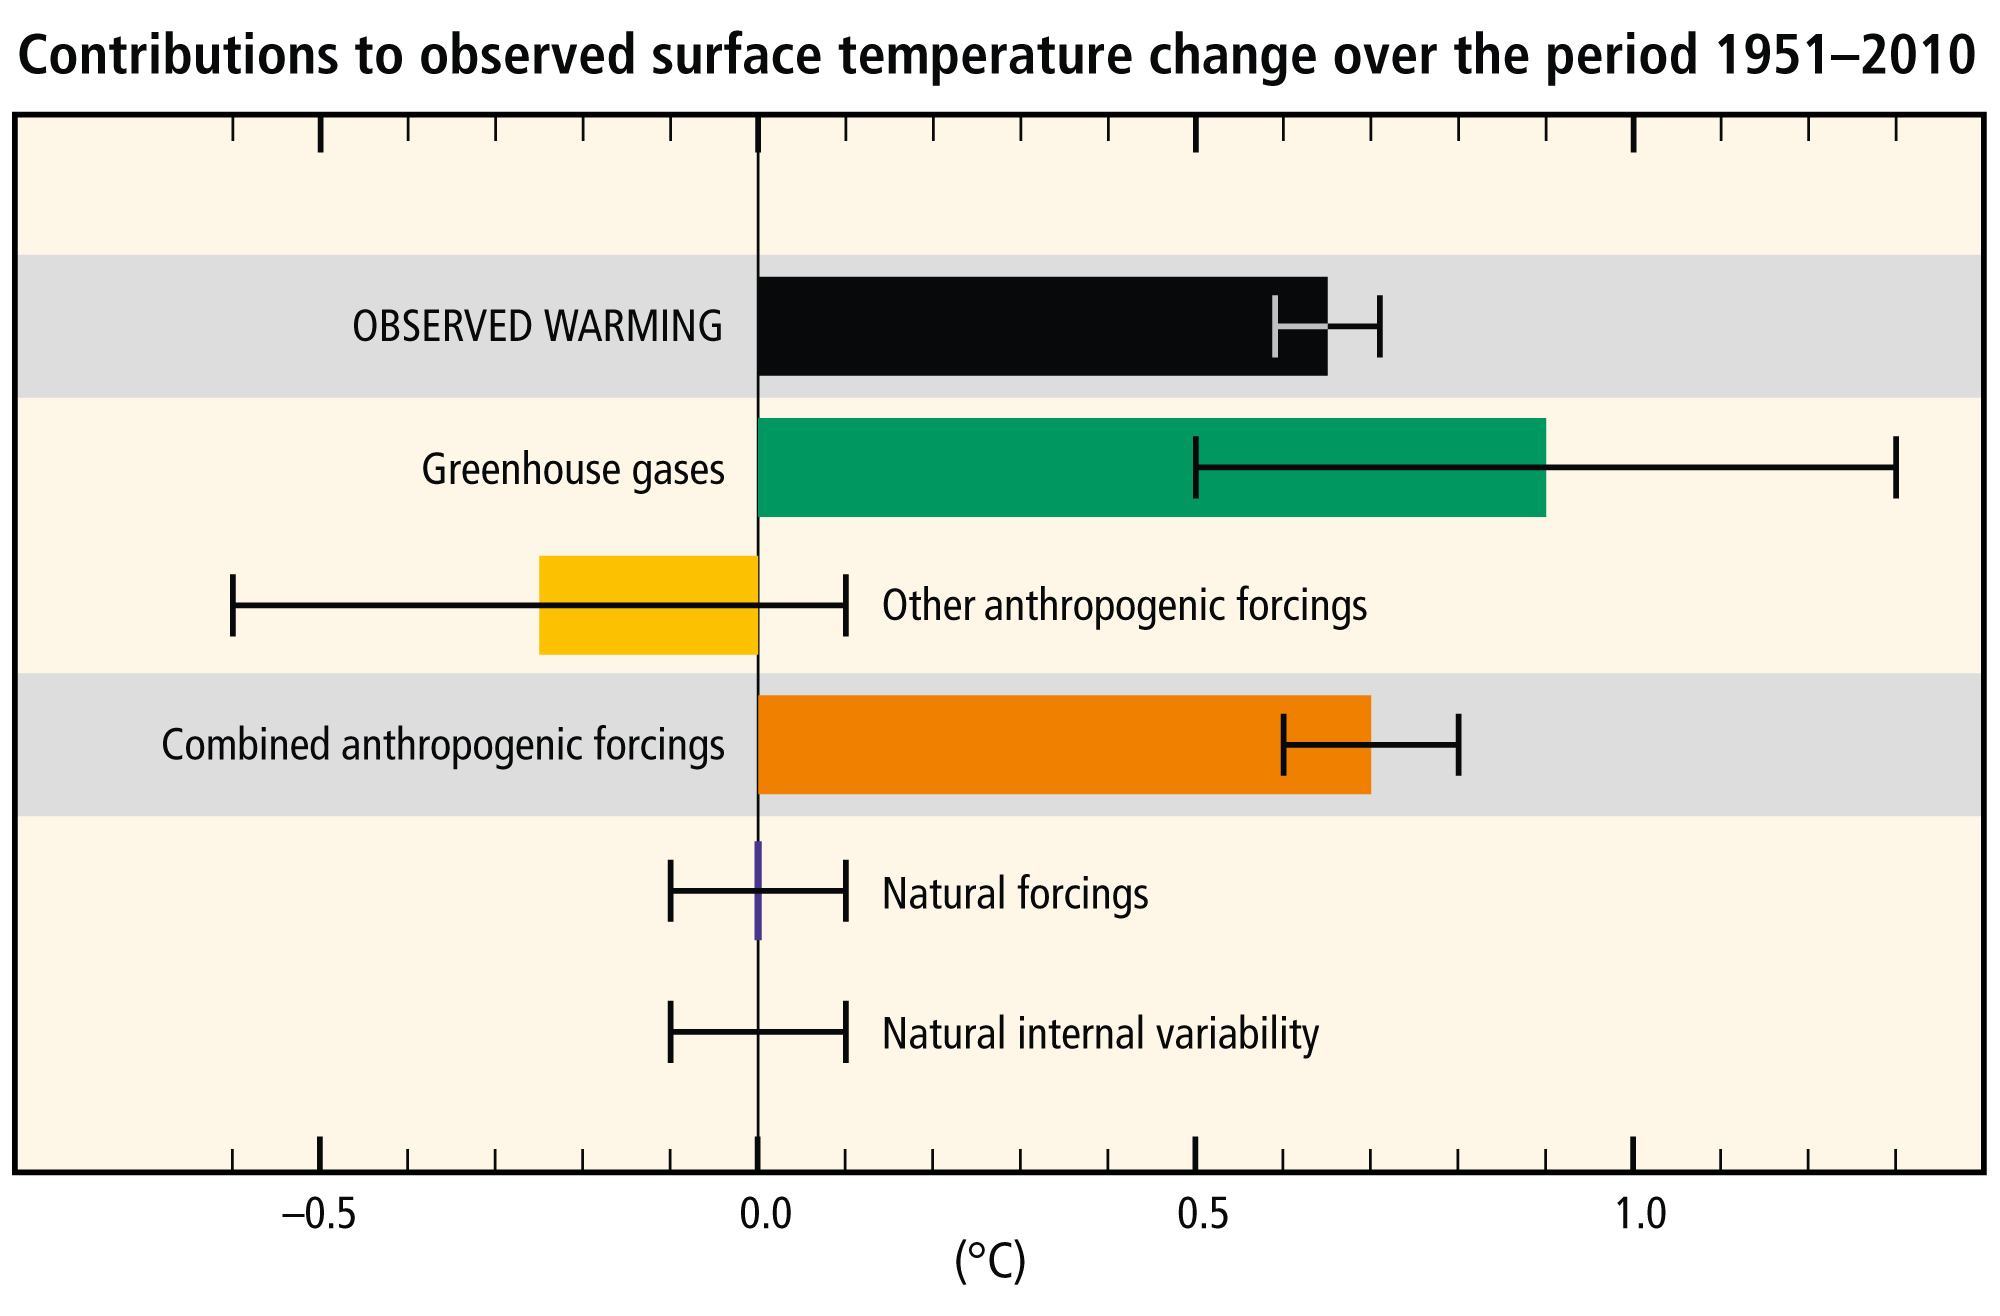 Contributions to observed surface temperature change over the period 1951–2010
OBSERVED WARMING
Greenhouse gases
Other anthropogenic forcings
Combined anthropogenic forcings
Natural forcings
Natural internal variability
–0.5 0.0 0.5 1.0
(°C)